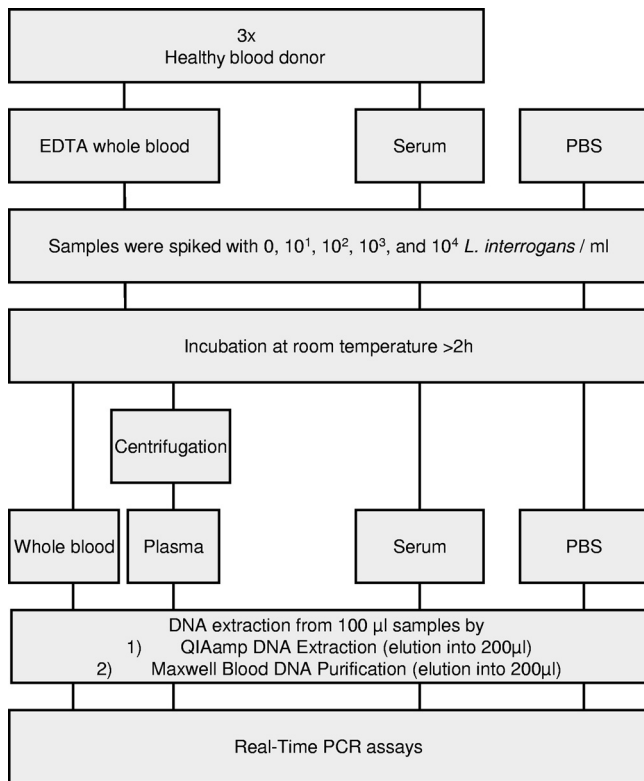 3x
Healthy blood donor
EDTA whole blood
Serum
PBS
Samples were spiked with 0, 10¹, 10², 10³, and 10⁴ L. interrogans / ml
Incubation at room temperature >2h
Centrifugation
Whole blood
Plasma
Serum
PBS
DNA extraction from 100 µl samples by
1) QIAamp DNA Extraction (elution into 200µl)
2) Maxwell Blood DNA Purification (elution into 200µl)
Real-Time PCR assays